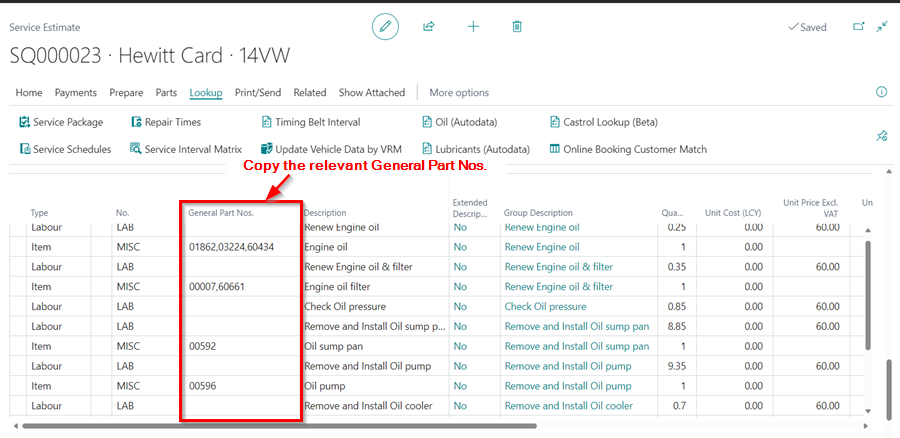 Service Estimate
Saved
SQ000023 · Hewitt Card · 14VW
Home Payments Prepare Parts Lookup Print/Send Related Show Attached More options
Service Package Repair Times Timing Belt Interval Oil (Autodata) Castrol Lookup (Beta)
Service Schedules Service Interval Matrix Update Vehicle Data by VRM Lubricants (Autodata) Online Booking Customer Match
Copy the relevant General Part Nos.
Type No. General Part Nos. Description Extended Descrip... Group Description Qua... Unit Cost (LCY) Unit Price Excl. VAT Un
Labour LAB Renew Engine oil No Renew Engine oil 0.25 0.00 60.00
Item MISC 01862,03224,60434 Engine oil No Renew Engine oil 1 0.00
Labour LAB Renew Engine oil & filter No Renew Engine oil & filter 0.35 0.00 60.00
Item MISC 00007,60661 Engine oil filter No Renew Engine oil & filter 1 0.00
Labour LAB Check Oil pressure No Check Oil pressure 0.85 0.00 60.00
Labour LAB Remove and Install Oil sump p... No Remove and Install Oil sump pan 8.85 0.00 60.00
Item MISC 00592 Oil sump pan No Remove and Install Oil sump pan 1 0.00
Labour LAB Remove and Install Oil pump No Remove and Install Oil pump 9.35 0.00 60.00
Item MISC 00596 Oil pump No Remove and Install Oil pump 1 0.00
Labour LAB Remove and Install Oil cooler No Remove and Install Oil cooler 0.7 0.00 60.00